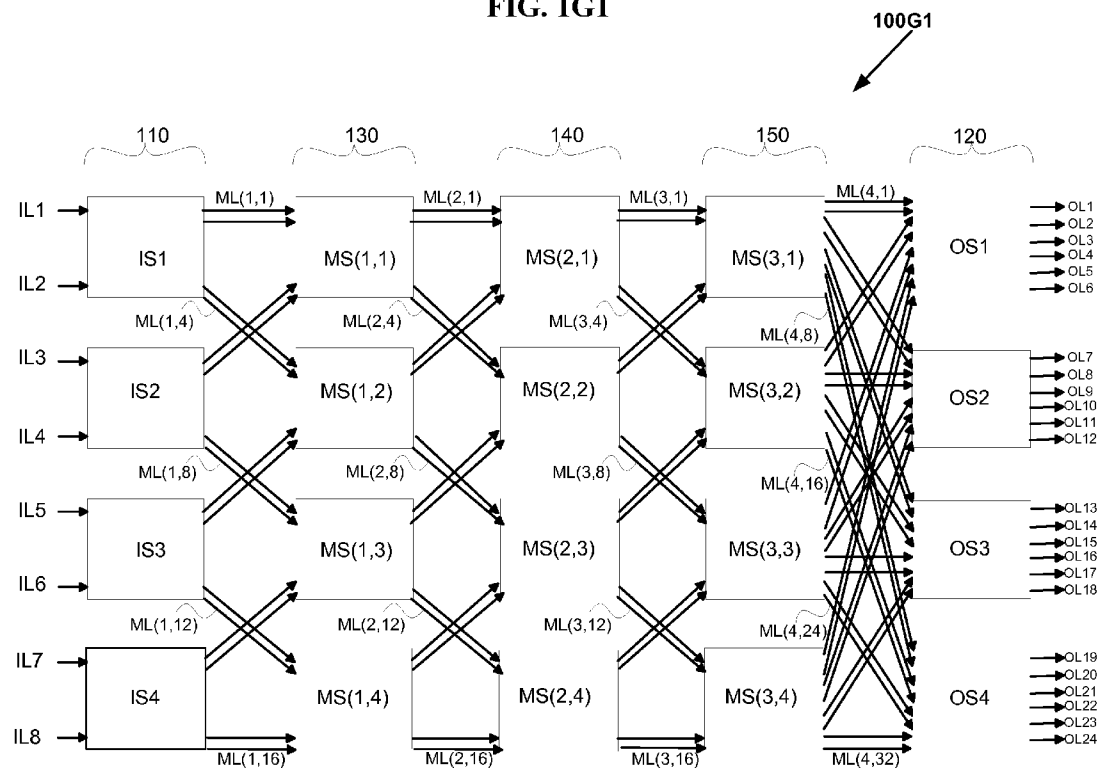 FIG. 1G1
100G1
110 130 140 150 120
IL1 ML(1,1) ML(2,1) ML(3,1) ML(4,1) OL1
OL2
OL3
IS1 MS(1,1) MS(2,1) MS(3,1) OS1
OL4
OL5
IL2 OL6
ML(1,4) ML(2,4) ML(3,4) ML(4,8)
IL3 OL7
OL8
IS2 MS(1,2) MS(2,2) MS(3,2) OS2
OL9
OL10
OL11
IL4 OL12
ML(1,8) ML(2,8) ML(3,8) ML(4,16)
IL5 OL13
OL14
OL15
IS3 MS(1,3) MS(2,3) MS(3,3) OS3
OL16
OL17
IL6 OL18
ML(1,12) ML(2,12) ML(3,12) ML(4,24)
IL7 OL19
OL20
OL21
IS4 MS(1,4) MS(2,4) MS(3,4) OS4
OL22
OL23
IL8 OL24
ML(1,16) ML(2,16) ML(3,16) ML(4,32)